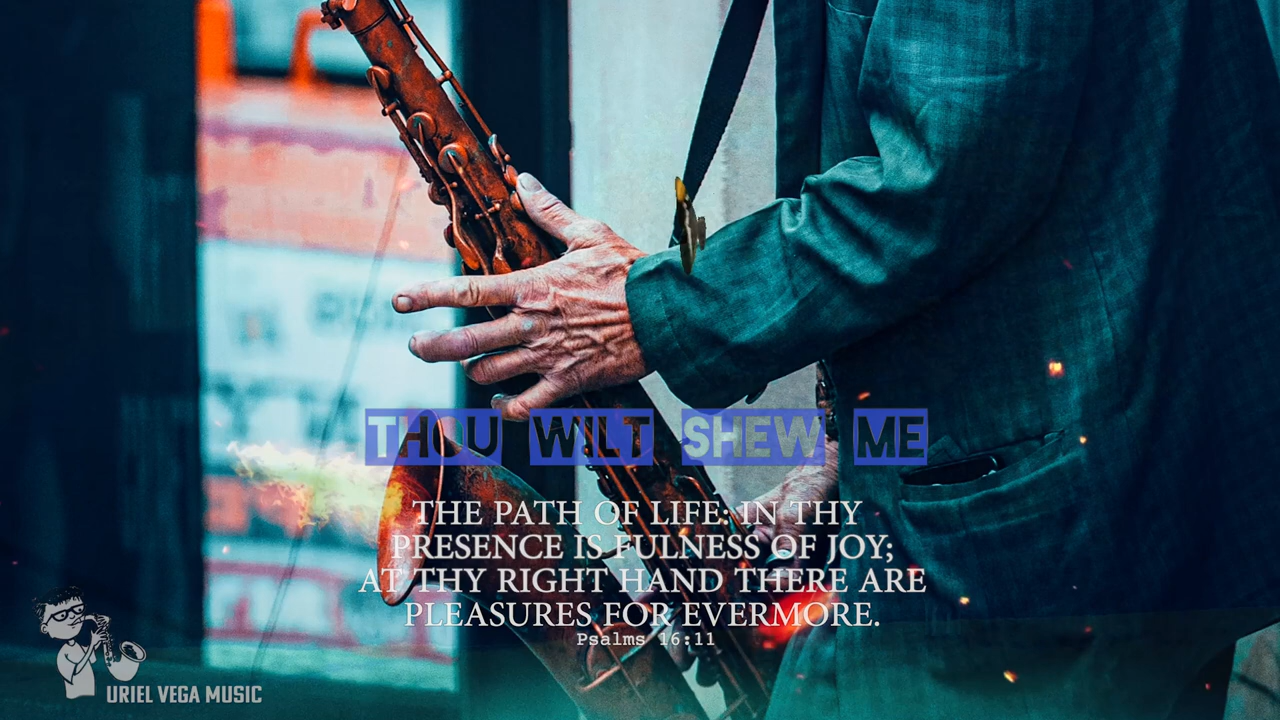 THOU WILT SHEW ME
THE PATH OF LIFE: IN THY
PRESENCE IS FULNESS OF JOY;
AT THY RIGHT HAND THERE ARE
PLEASURES FOR EVERMORE.
Psalms 16:11
URIEL VEGA MUSIC